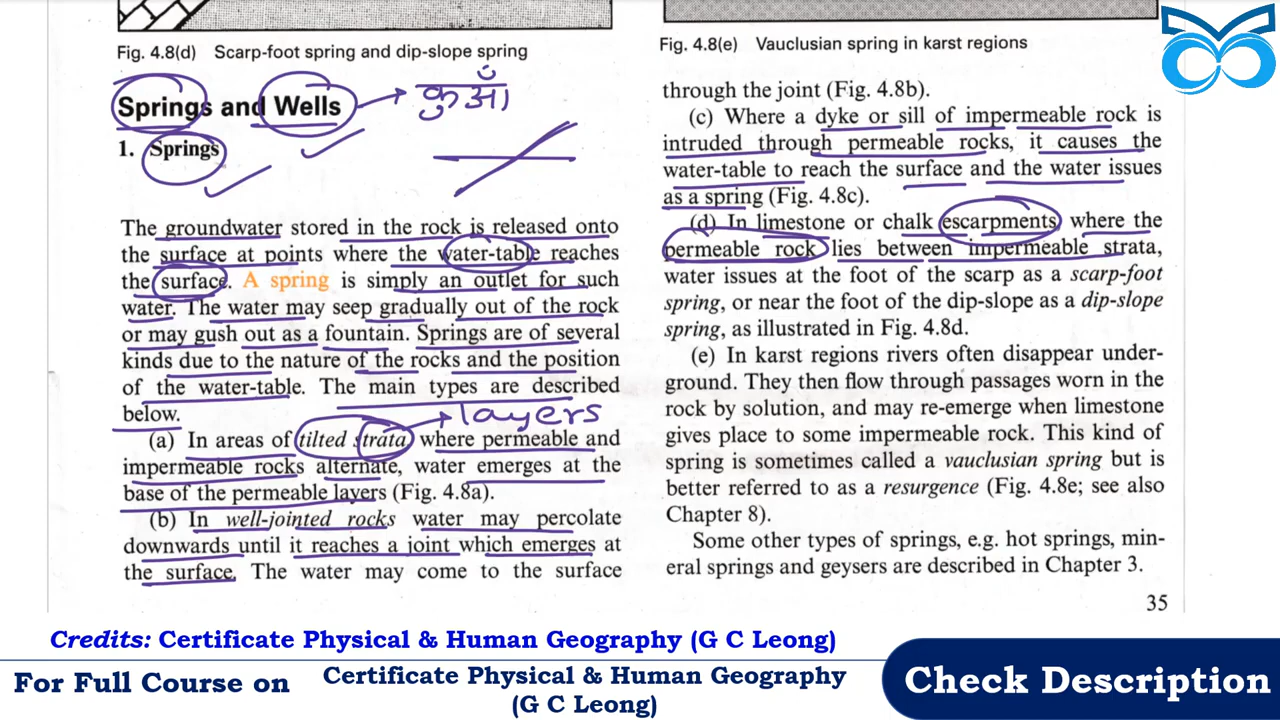 Fig. 4.8(d) Scarp-foot spring and dip-slope spring
Springs and Wells
कुआँ
1. Springs
The groundwater stored in the rock is released onto
the surface at points where the water-table reaches
the surface. A spring is simply an outlet for such
water. The water may seep gradually out of the rock
or may gush out as a fountain. Springs are of several
kinds due to the nature of the rocks and the position
of the water-table. The main types are described
below.
layers
(a) In areas of tilted strata where permeable and
impermeable rocks alternate, water emerges at the
base of the permeable layers (Fig. 4.8a).
(b) In well-jointed rocks water may percolate
downwards until it reaches a joint which emerges at
the surface. The water may come to the surface
Fig. 4.8(e) Vauclusian spring in karst regions
through the joint (Fig. 4.8b).
(c) Where a dyke or sill of impermeable rock is
intruded through permeable rocks, it causes the
water-table to reach the surface and the water issues
as a spring (Fig. 4.8c).
(d) In limestone or chalk escarpments, where the
permeable rock lies between impermeable strata,
water issues at the foot of the scarp as a scarp-foot
spring, or near the foot of the dip-slope as a dip-slope
spring, as illustrated in Fig. 4.8d.
(e) In karst regions rivers often disappear under-
ground. They then flow through passages worn in the
rock by solution, and may re-emerge when limestone
gives place to some impermeable rock. This kind of
spring is sometimes called a vauclusian spring but is
better referred to as a resurgence (Fig. 4.8e; see also
Chapter 8).
Some other types of springs, e.g. hot springs, min-
eral springs and geysers are described in Chapter 3.
35
Credits: Certificate Physical & Human Geography (G C Leong)
For Full Course on
Certificate Physical & Human Geography
(G C Leong)
Check Description